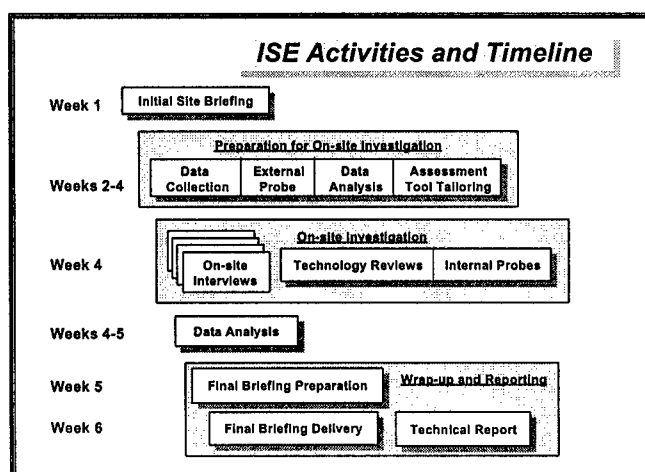 ISE Activities and Timeline
Week 1
Initial Site Briefing
Preparation for On-site Investigation
Weeks 2-4
Data Collection
External Probe
Data Analysis
Assessment Tool Tailoring
On-site Investigation
Week 4
On-site Interviews
Technology Reviews
Internal Probes
Weeks 4-5
Data Analysis
Week 5
Final Briefing Preparation
Wrap-up and Reporting
Week 6
Final Briefing Delivery
Technical Report